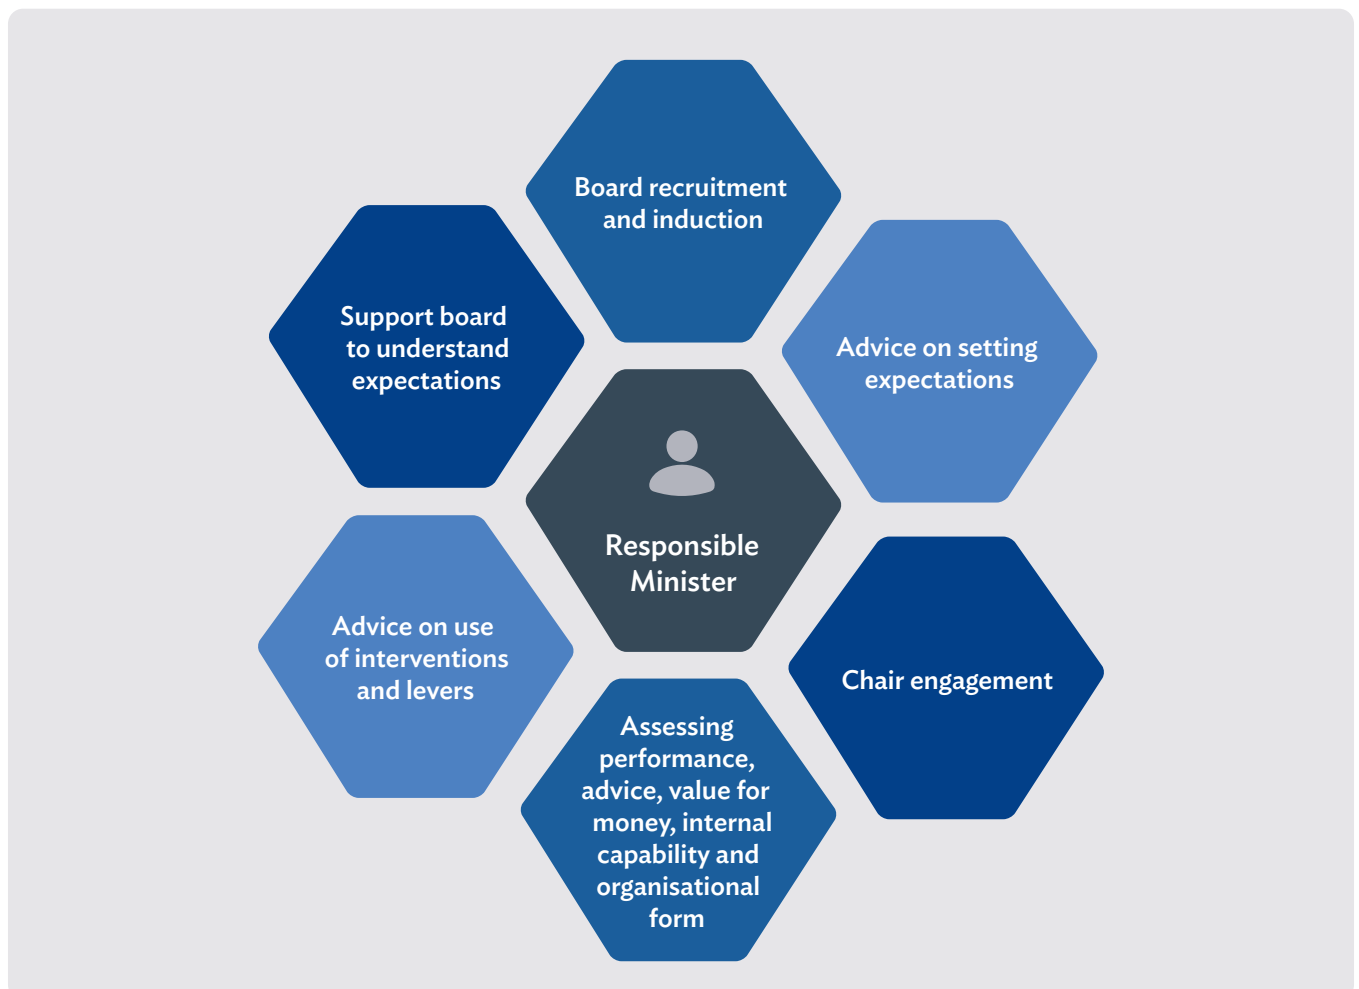 Board recruitment
and induction
Support board
to understand
expectations
Advice on setting
expectations
Responsible
Minister
Advice on use
of interventions
and levers
Chair engagement
Assessing
performance,
advice, value for
money, internal
capability and
organisational
form